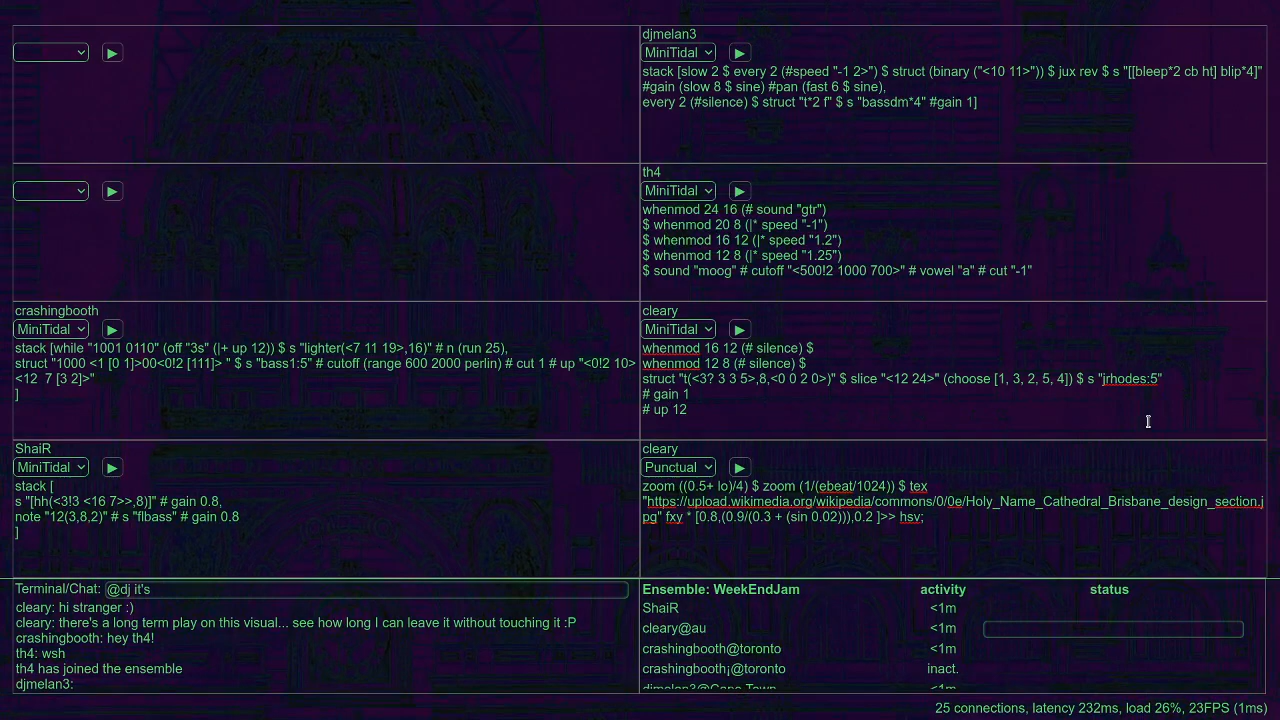 djmelan3
MiniTidal
stack [slow 2 $ every 2 (#speed "-1 2>") $ struct (binary ("<10 11>")) $ jux rev $ s "[[bleep*2 cb ht] blip*4]"
#gain (slow 8 $ sine) #pan (fast 6 $ sine),
every 2 (#silence) $ struct "t*2 f" $ s "bassdm*4" #gain 1]
th4
MiniTidal
whenmod 24 16 (# sound "gtr")
$ whenmod 20 8 (|* speed "-1")
$ whenmod 16 12 (|* speed "1.2")
$ whenmod 12 8 (|* speed "1.25")
$ sound "moog" # cutoff "<500!2 1000 700>" # vowel "a" # cut "-1"
crashingbooth
MiniTidal
stack [while "1001 0110" (off "3s" (|+ up 12)) $ s "lighter(<7 11 19>,16)" # n (run 25),
struct "1000 <1 [0 1]>00<0!2 [111]> " $ s "bass1:5" # cutoff (range 600 2000 perlin) # cut 1 # up "<0!2 10>
<12  7 [3 2]>"
]
cleary
MiniTidal
whenmod 16 12 (# silence) $
whenmod 12 8 (# silence) $
struct "t(<3? 3 3 5>,8,<0 0 2 0>)" $ slice "<12 24>" (choose [1, 3, 2, 5, 4]) $ s "jrhodes:5"
# gain 1
# up 12
ShaiR
MiniTidal
stack [
s "[hh(<3!3 <16 7>>,8)]" # gain 0.8,
note "12(3,8,2)" # s "flbass" # gain 0.8
]
cleary
Punctual
zoom ((0.5+ lo)/4) $ zoom (1/(ebeat/1024)) $ tex
"https://upload.wikimedia.org/wikipedia/commons/0/0e/Holy_Name_Cathedral_Brisbane_design_section.j
pg" fxy * [0.8,(0.9/(0.3 + (sin 0.02))),0.2 ]>> hsv;
Terminal/Chat: @dj it's
cleary: hi stranger :)
cleary: there's a long term play on this visual... see how long I can leave it without touching it :P
crashingbooth: hey th4!
th4: wsh
th4 has joined the ensemble
djmelan3:
Ensemble: WeekEndJam activity status
ShaiR <1m
cleary@au <1m
crashingbooth@toronto <1m
crashingbooth¡@toronto inact.
djmelan3@Cape Town <1m
25 connections, latency 232ms, load 26%, 23FPS (1ms)